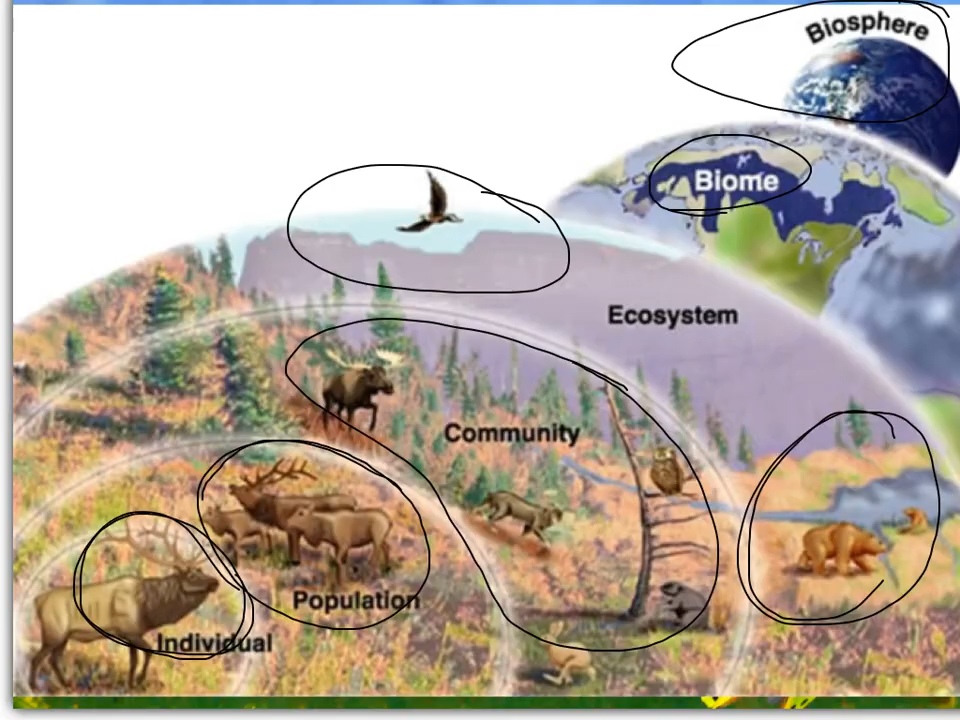 Biosphere
Biome
Ecosystem
Community
Population
Individual